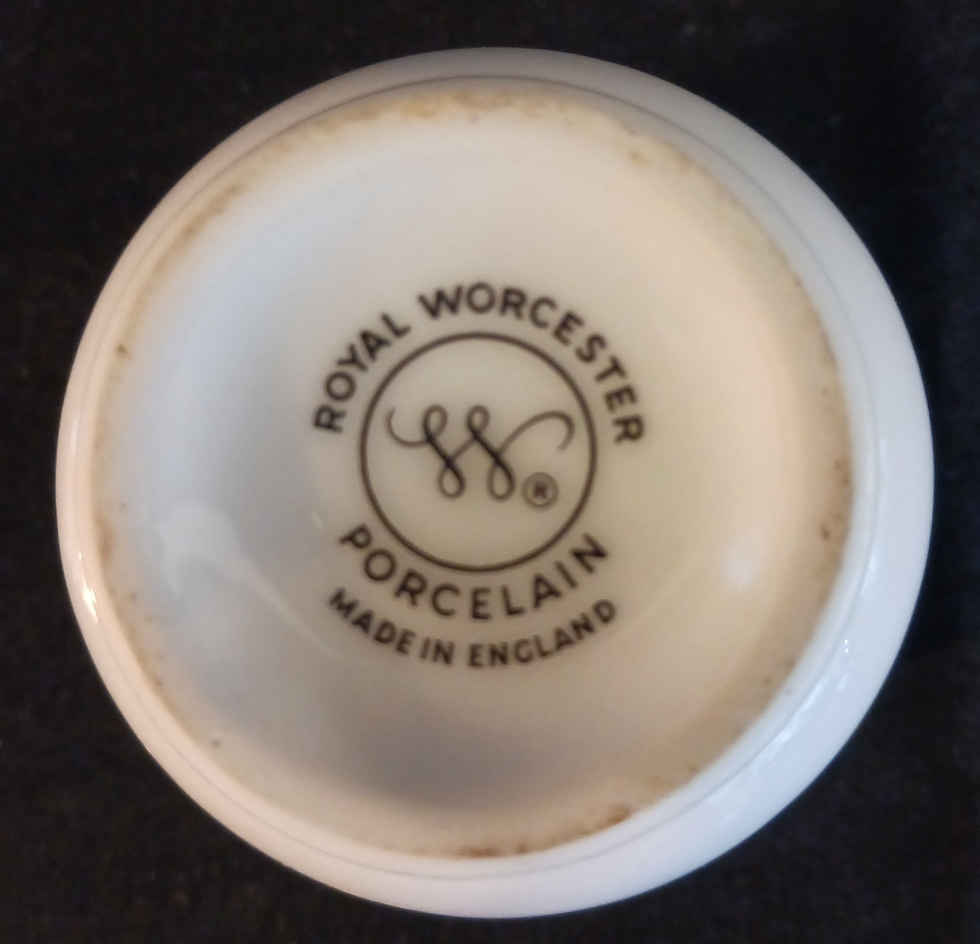 ROYAL WORCESTER
W®
PORCELAIN
MADE IN ENGLAND